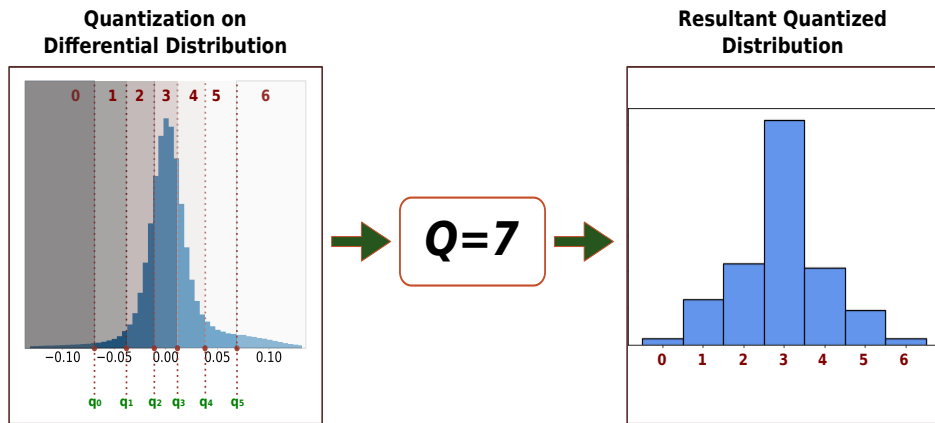 Quantization on
Differential Distribution
0 1 2 3 4 5 6
−0.10 −0.05 0.00 0.05 0.10
q₀ q₁ q₂ q₃ q₄ q₅
Q=7
Resultant Quantized
Distribution
0 1 2 3 4 5 6